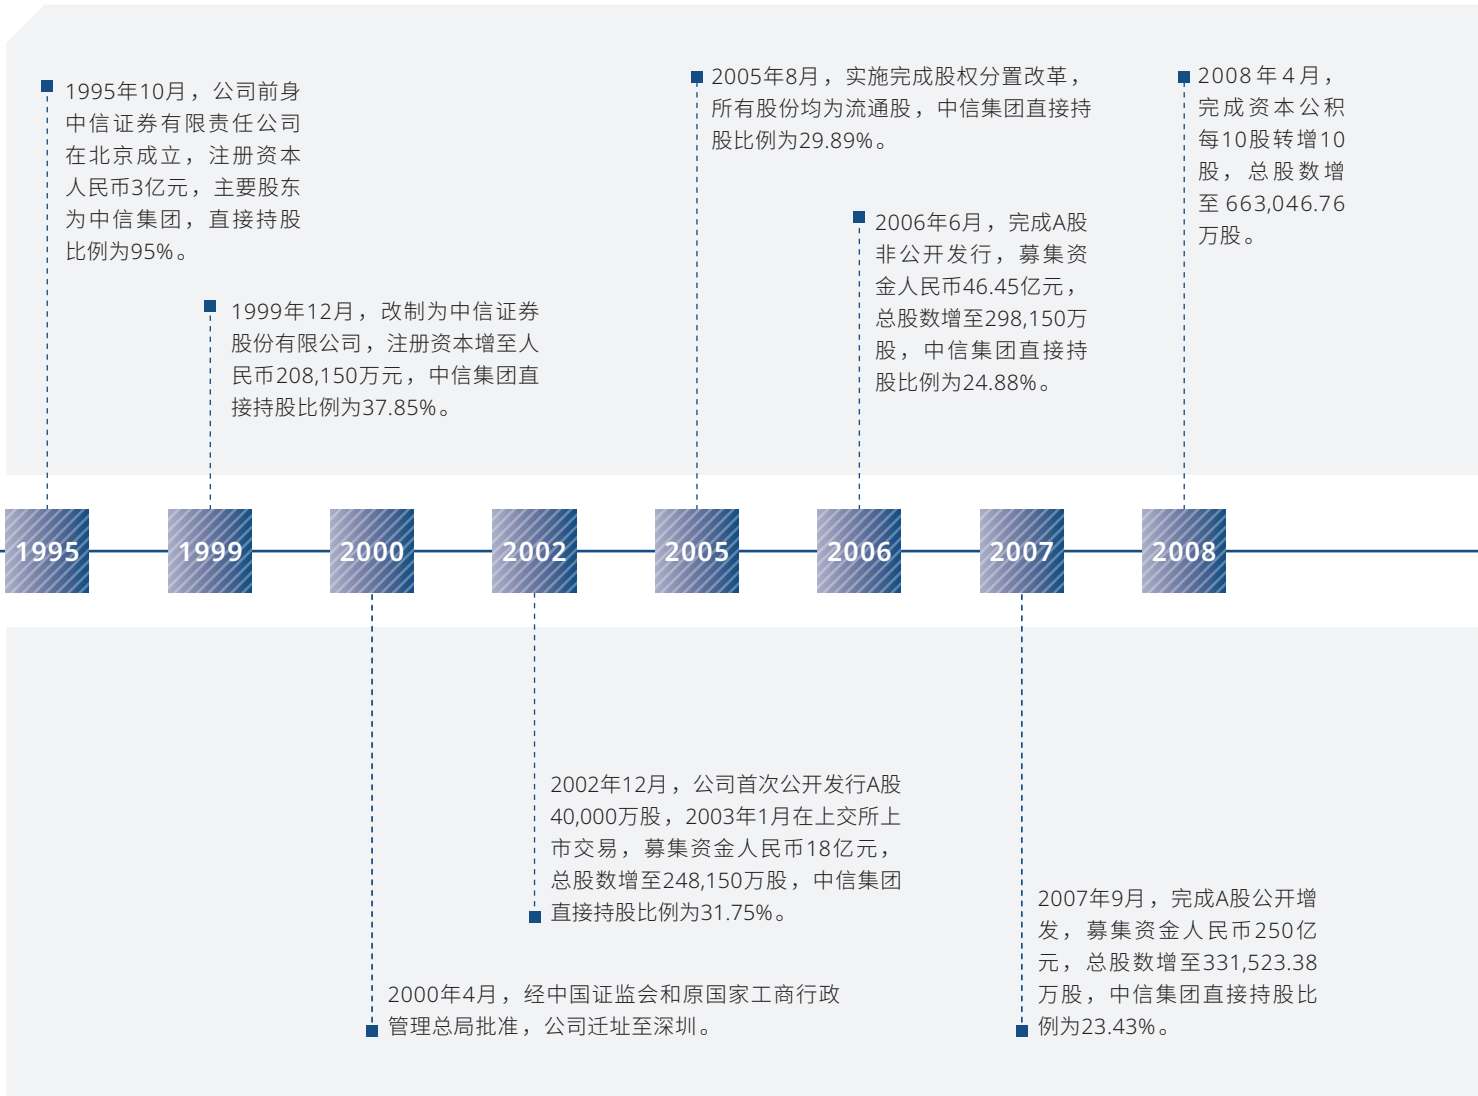 1995年10月，公司前身
中信证券有限责任公司
在北京成立，注册资本
人民币3亿元，主要股东
为中信集团，直接持股
比例为95%。
1999年12月，改制为中信证券
股份有限公司，注册资本增至人
民币208,150万元，中信集团直
接持股比例为37.85%。
2005年8月，实施完成股权分置改革，
所有股份均为流通股，中信集团直接持
股比例为29.89%。
2006年6月，完成A股
非公开发行，募集资
金人民币46.45亿元，
总股数增至298,150万
股，中信集团直接持
股比例为24.88%。
2008年4月，
完成资本公积
每10股转增10
股，总股数增
至663,046.76
万股。
1995
1999
2000
2002
2005
2006
2007
2008
2002年12月，公司首次公开发行A股
40,000万股，2003年1月在上交所上
市交易，募集资金人民币18亿元，
总股数增至248,150万股，中信集团
直接持股比例为31.75%。
2000年4月，经中国证监会和原国家工商行政
管理总局批准，公司迁址至深圳。
2007年9月，完成A股公开增
发，募集资金人民币250亿
元，总股数增至331,523.38
万股，中信集团直接持股比
例为23.43%。